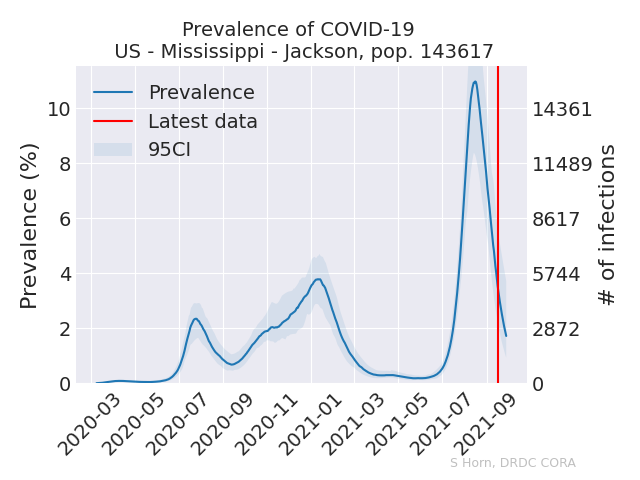 Prevalence of COVID-19
US - Mississippi - Jackson, pop. 143617
Prevalence
Latest data
95CI
Prevalence (%)
10
8
6
4
2
0
14361
11489
8617
5744
2872
0
# of infections
2020-03
2020-05
2020-07
2020-09
2020-11
2021-01
2021-03
2021-05
2021-07
2021-09
S Horn, DRDC CORA